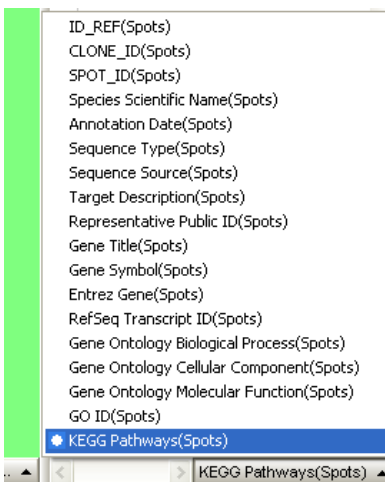 ID_REF(Spots)
CLONE_ID(Spots)
SPOT_ID(Spots)
Species Scientific Name(Spots)
Annotation Date(Spots)
Sequence Type(Spots)
Sequence Source(Spots)
Target Description(Spots)
Representative Public ID(Spots)
Gene Title(Spots)
Gene Symbol(Spots)
Entrez Gene(Spots)
RefSeq Transcript ID(Spots)
Gene Ontology Biological Process(Spots)
Gene Ontology Cellular Component(Spots)
Gene Ontology Molecular Function(Spots)
GO ID(Spots)
KEGG Pathways(Spots)
.. KEGG Pathways(Spots)